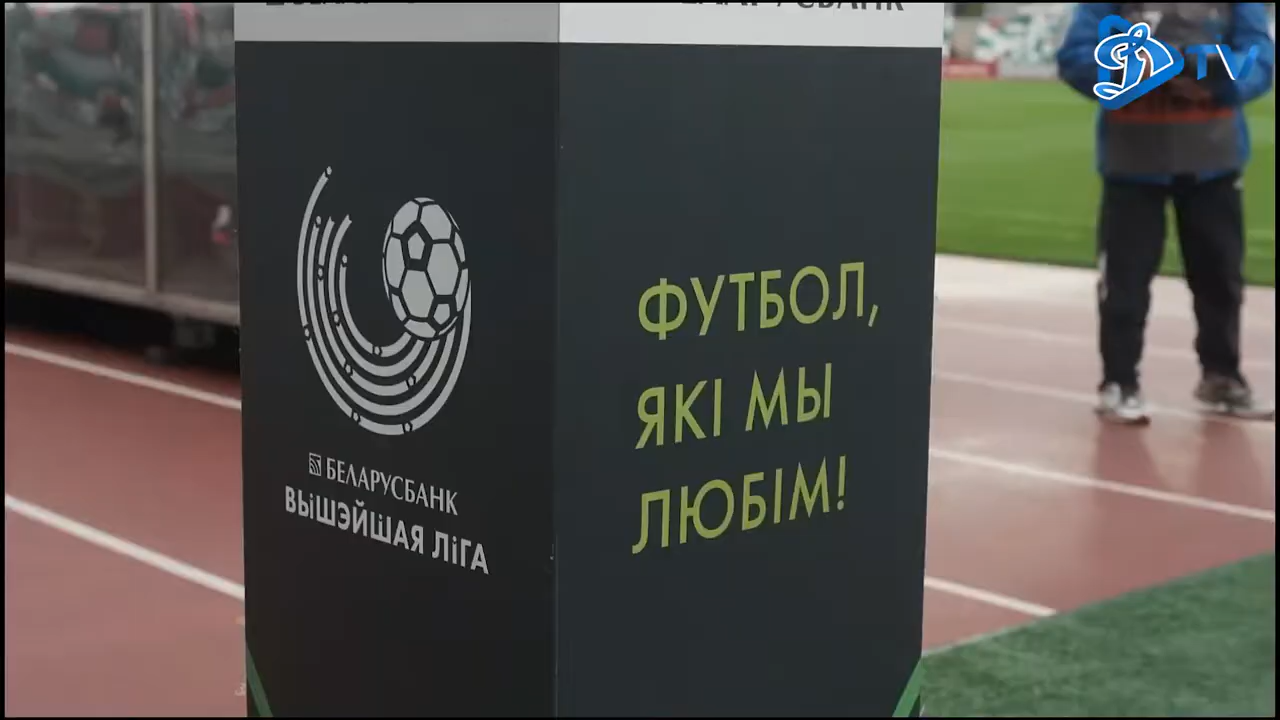 TV
БЕЛАРУСБАНК
ВЫШЭЙШАЯ ЛІГА
ФУТБОЛ,
ЯКІ МЫ
ЛЮБІМ!